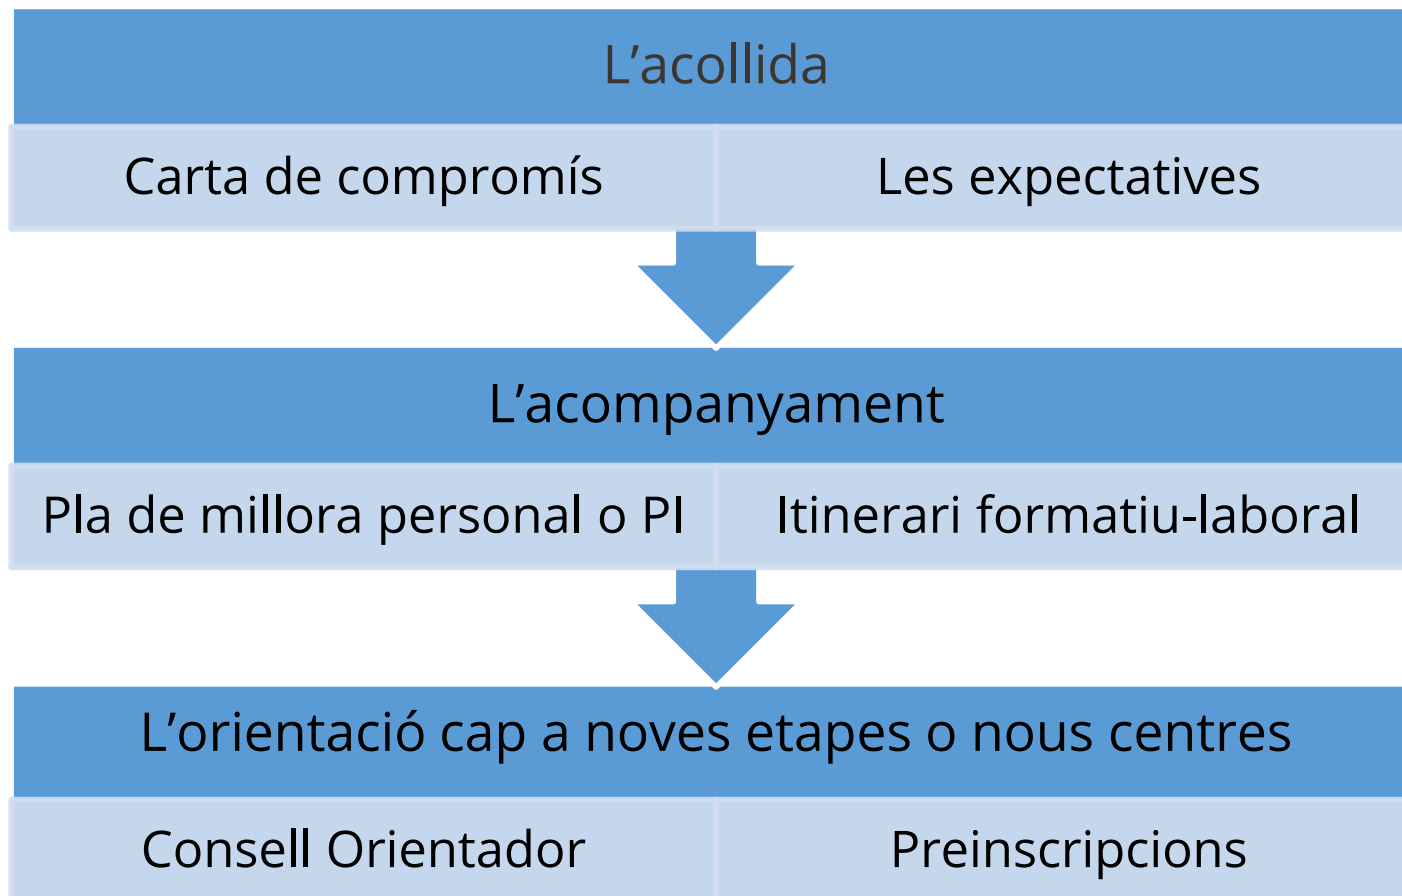 L’acollida
Carta de compromís
Les expectatives
L’acompanyament
Pla de millora personal o PI
Itinerari formatiu-laboral
L’orientació cap a noves etapes o nous centres
Consell Orientador
Preinscripcions